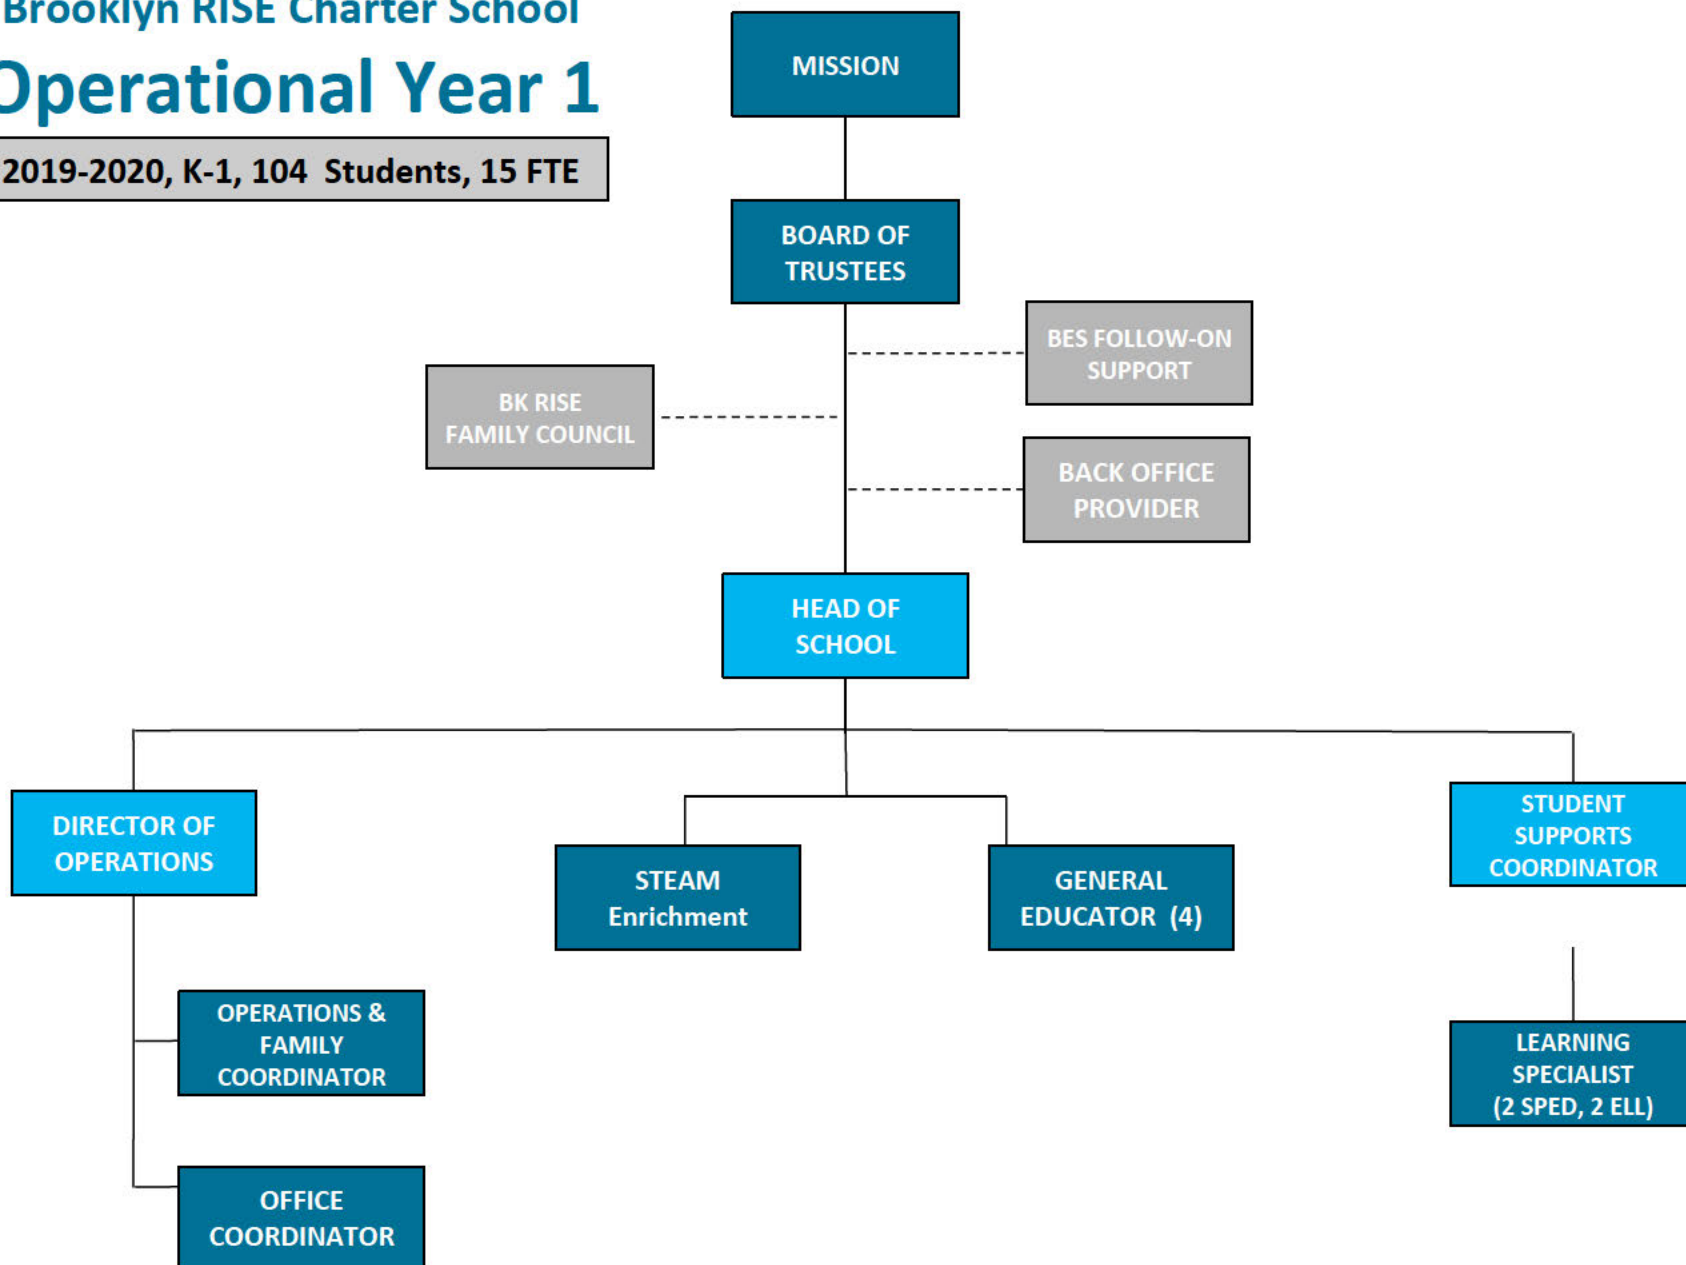 Brooklyn RISE Charter School
Operational Year 1
2019-2020, K-1, 104 Students, 15 FTE
MISSION
BOARD OF
TRUSTEES
BES FOLLOW-ON
SUPPORT
BK RISE
FAMILY COUNCIL
BACK OFFICE
PROVIDER
HEAD OF
SCHOOL
DIRECTOR OF
OPERATIONS
STEAM
Enrichment
GENERAL
EDUCATOR (4)
STUDENT
SUPPORTS
COORDINATOR
OPERATIONS &
FAMILY
COORDINATOR
LEARNING
SPECIALIST
(2 SPED, 2 ELL)
OFFICE
COORDINATOR